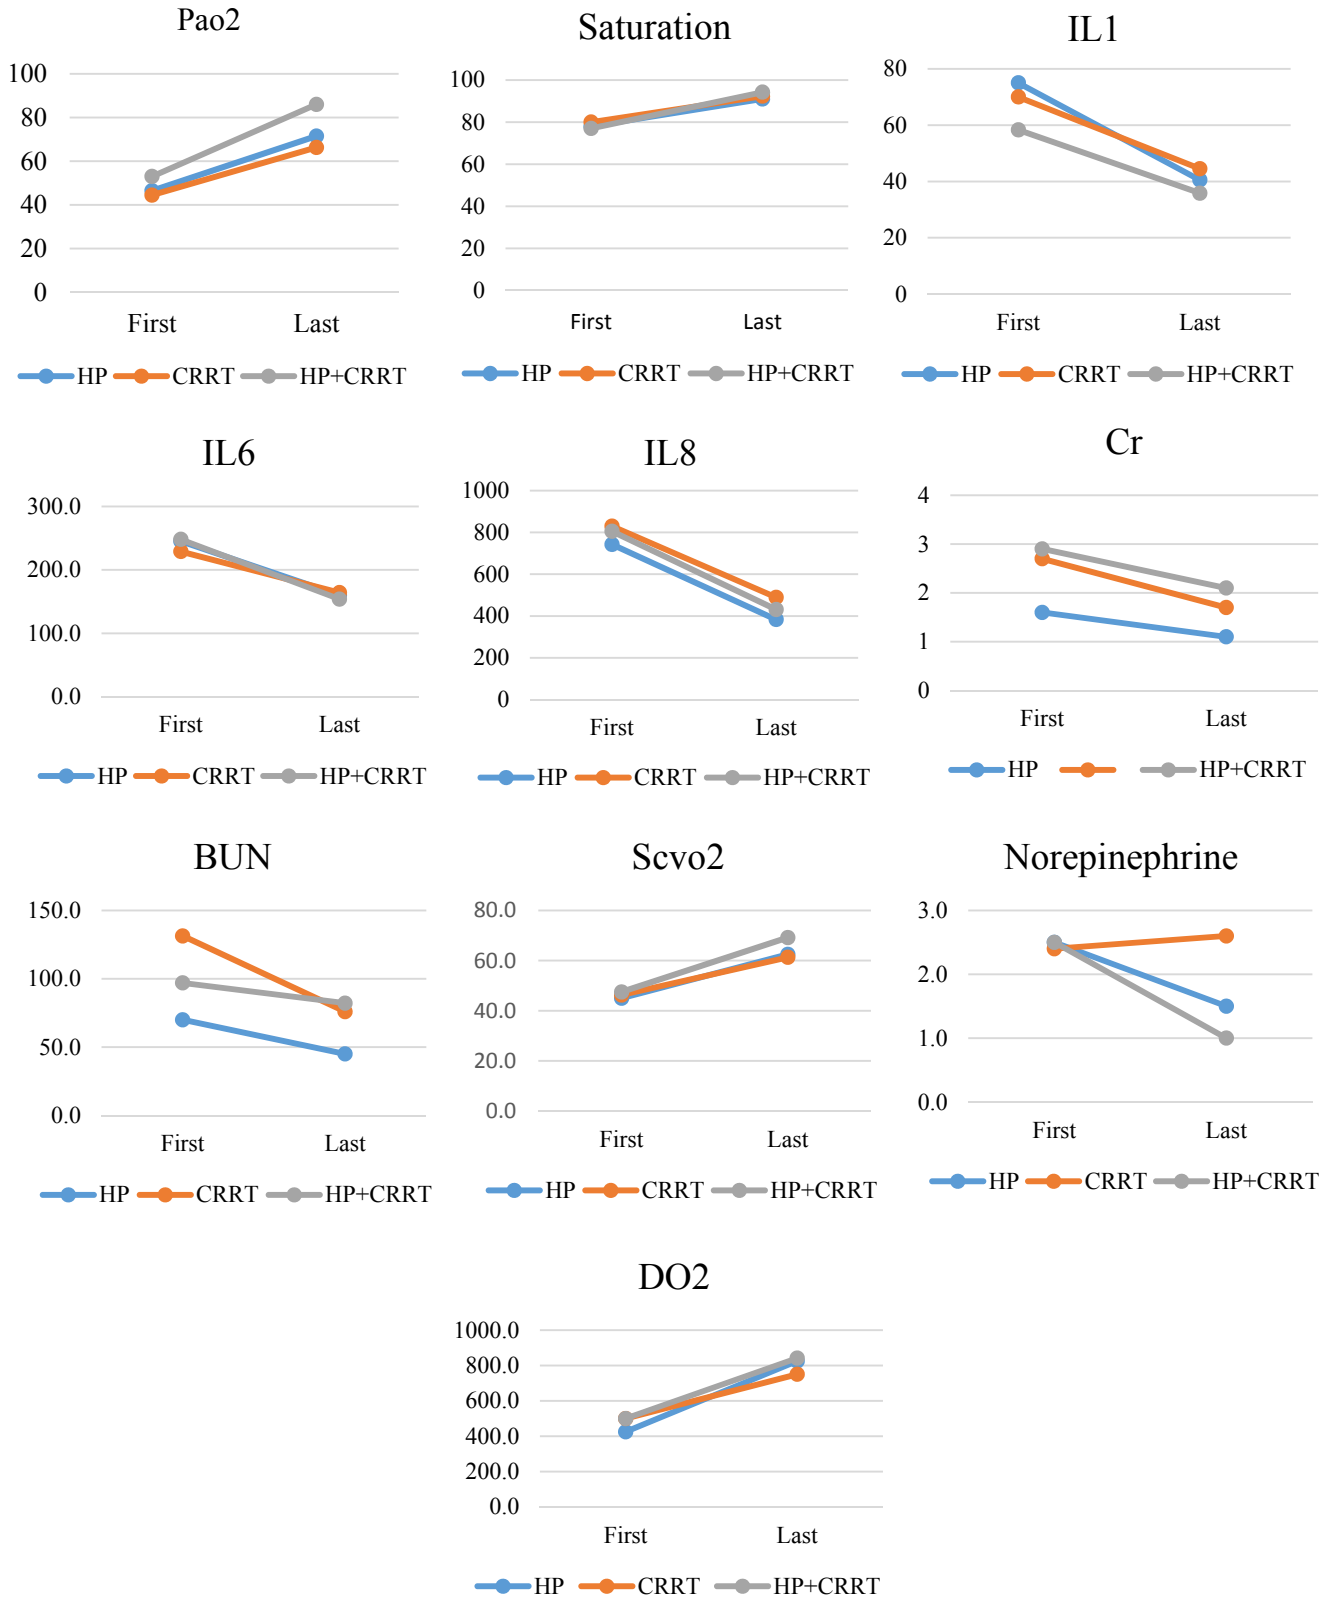 Pao2
100
80
60
40
20
0
First Last
HP CRRT HP+CRRT
Saturation
100
80
60
40
20
0
First Last
HP CRRT HP+CRRT
IL1
80
60
40
20
0
First Last
HP CRRT HP+CRRT
IL6
300.0
200.0
100.0
0.0
First Last
HP CRRT HP+CRRT
IL8
1000
800
600
400
200
0
First Last
HP CRRT HP+CRRT
Cr
4
3
2
1
0
First Last
HP HP+CRRT
BUN
150.0
100.0
50.0
0.0
First Last
HP CRRT HP+CRRT
Scvo2
80.0
60.0
40.0
20.0
0.0
First Last
HP CRRT HP+CRRT
Norepinephrine
3.0
2.0
1.0
0.0
First Last
HP CRRT HP+CRRT
DO2
1000.0
800.0
600.0
400.0
200.0
0.0
First Last
HP CRRT HP+CRRT